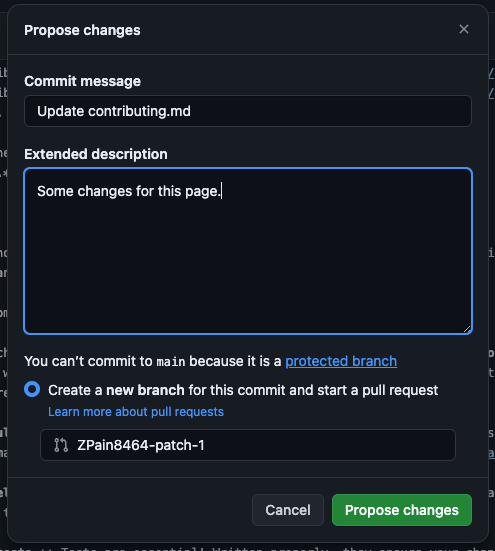 Propose changes
Commit message
Update contributing.md
Extended description
Some changes for this page.
You can’t commit to main because it is a protected branch
Create a new branch for this commit and start a pull request
Learn more about pull requests
ZPain8464-patch-1
Cancel
Propose changes